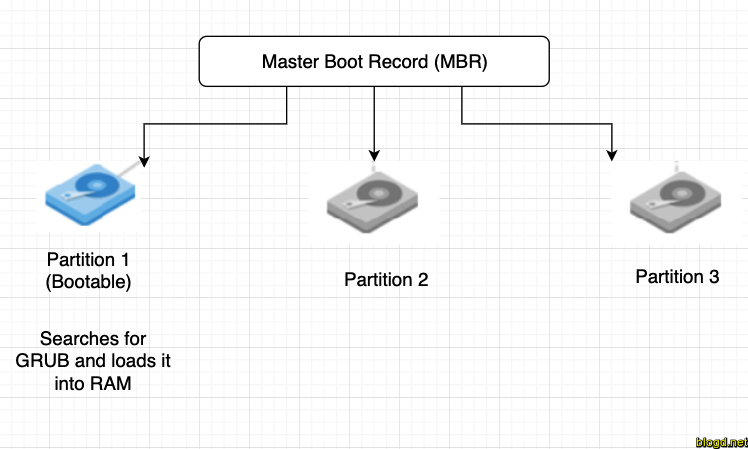 Master Boot Record (MBR)
Partition 1
(Bootable)
Partition 2
Partition 3
Searches for
GRUB and loads it
into RAM
blogd.net